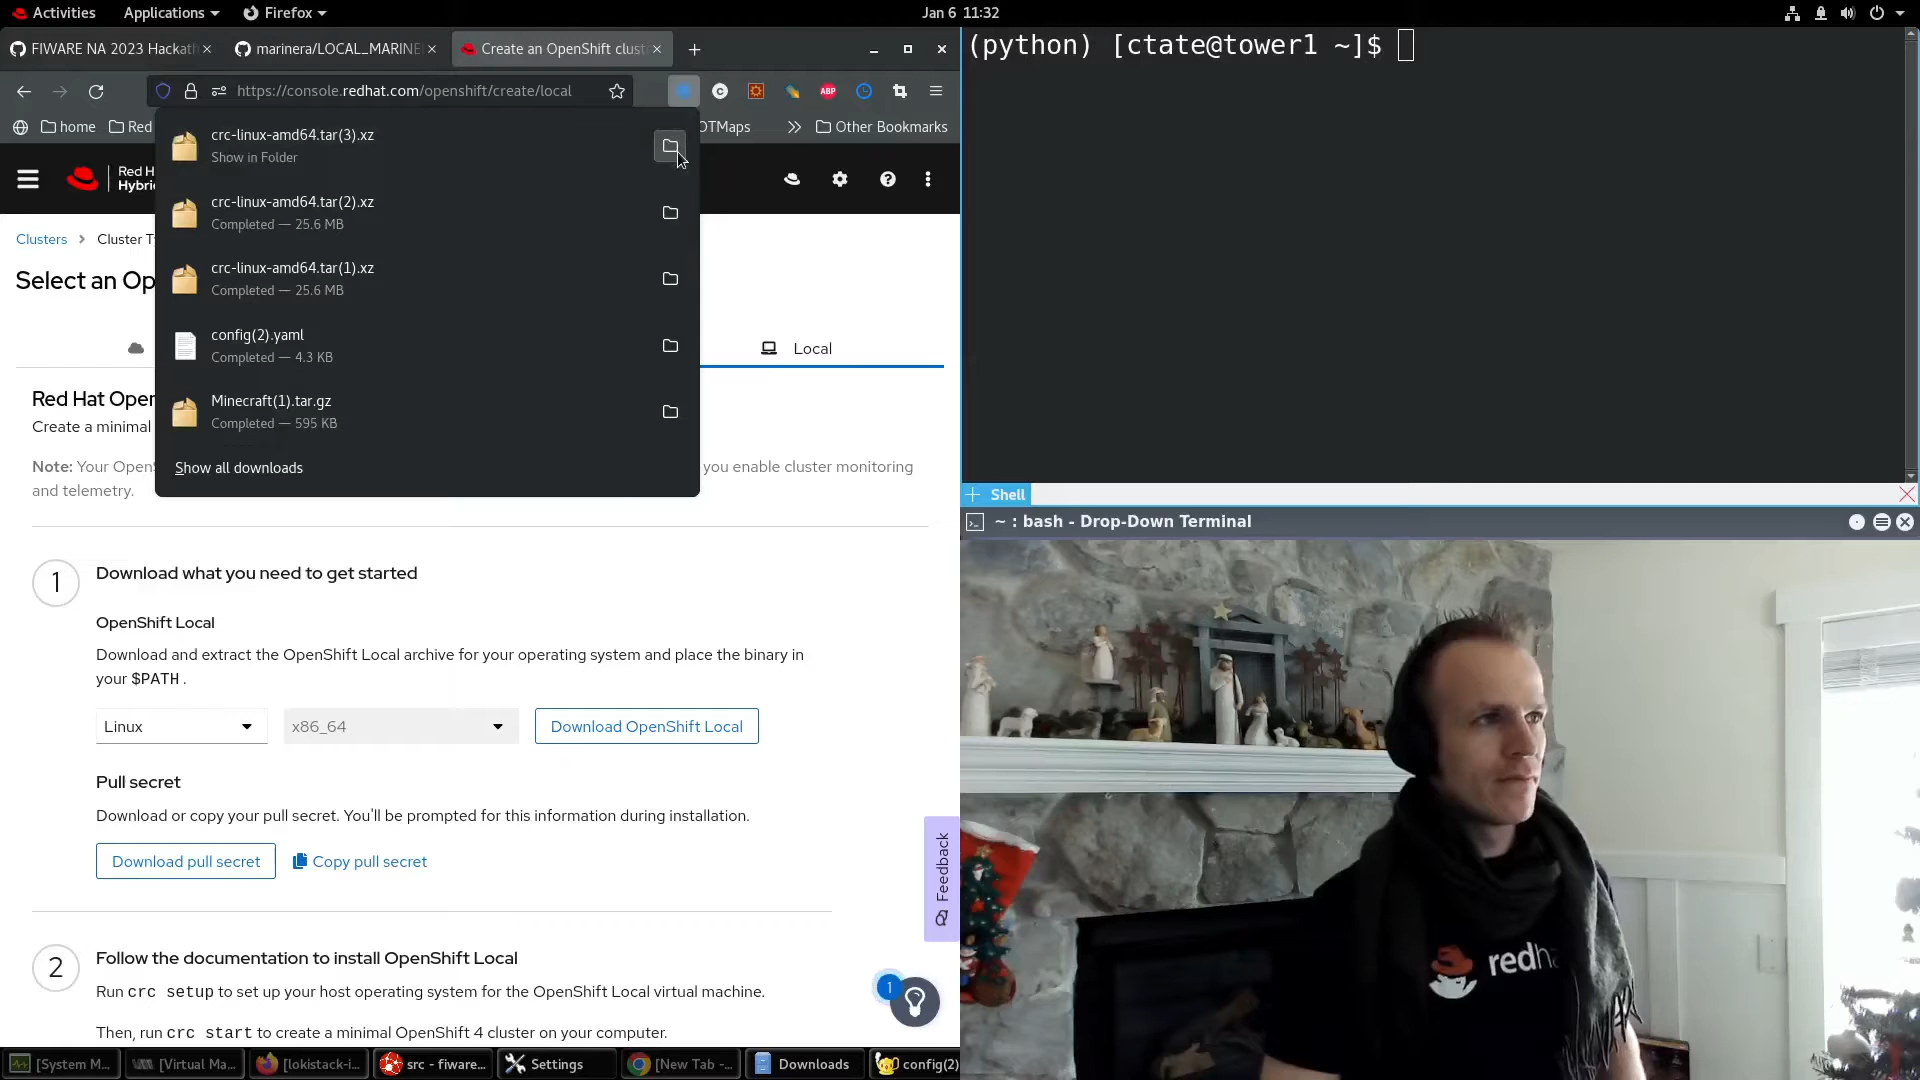 Activities Applications Firefox Jan 6 11:32
FIWARE NA 2023 Hackath marinera/LOCAL_MARINE Create an OpenShift clust
https://console.redhat.com/openshift/create/local
home Red OTMaps Other Bookmarks
crc-linux-amd64.tar(3).xz
Show in Folder
crc-linux-amd64.tar(2).xz
Completed — 25.6 MB
crc-linux-amd64.tar(1).xz
Completed — 25.6 MB
config(2).yaml
Completed — 4.3 KB
Minecraft(1).tar.gz
Completed — 595 KB
Show all downloads
Red H
Hybri
Clusters > Cluster T
Select an Op
Local
Red Hat Oper
Create a minimal
Note: Your OpenS you enable cluster monitoring
and telemetry.
1 Download what you need to get started
OpenShift Local
Download and extract the OpenShift Local archive for your operating system and place the binary in
your $PATH .
Linux x86_64 Download OpenShift Local
Pull secret
Download or copy your pull secret. You'll be prompted for this information during installation.
Download pull secret Copy pull secret
Feedback
2 Follow the documentation to install OpenShift Local
Run crc setup to set up your host operating system for the OpenShift Local virtual machine.
1
Then, run crc start to create a minimal OpenShift 4 cluster on your computer.
(python) [ctate@tower1 ~]$
Shell
~ : bash - Drop-Down Terminal
redh
[System M... [Virtual Ma... [lokistack-i... src - fiware... Settings [New Tab -... Downloads config(2)
ABP